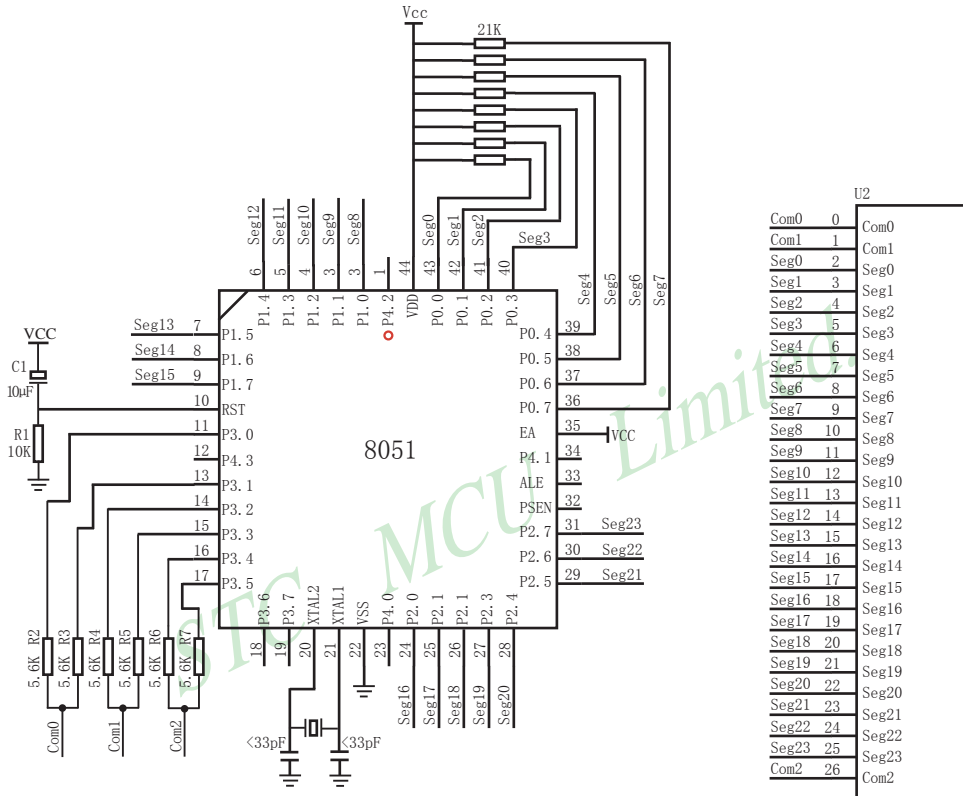 Vcc
21K
Seg12
Seg11
Seg10
Seg9
Seg8
Seg0
Seg1
Seg2
Seg3
Seg4
Seg5
Seg6
Seg7
6
5
4
3
3
1
44
43
42
41
40
P1.4
P1.3
P1.2
P1.1
P1.0
P4.2
VDD
P0.0
P0.1
P0.2
P0.3
VCC
C1
10μF
R1
10K
Seg13 7 P1.5
Seg14 8 P1.6
Seg15 9 P1.7
10 RST
11 P3.0
12 P4.3
13 P3.1
14 P3.2
15 P3.3
16 P3.4
17 P3.5
8051
P0.4 39
P0.5 38
P0.6 37
P0.7 36
EA 35 VCC
P4.1 34
ALE 33
PSEN 32
P2.7 31 Seg23
P2.6 30 Seg22
P2.5 29 Seg21
P3.6
P3.7
XTAL2
XTAL1
VSS
P4.0
P2.0
P2.1
P2.1
P2.3
P2.4
18
19
20
21
22
23
24
25
26
27
28
Seg16
Seg17
Seg18
Seg19
Seg20
5.6K R2
5.6K R3
5.6K R4
5.6K R5
5.6K R6
5.6K R7
Com0
Com1
Com2
<33pF
<33pF
U2
Com0 0 Com0
Com1 1 Com1
Seg0 2 Seg0
Seg1 3 Seg1
Seg2 4 Seg2
Seg3 5 Seg3
Seg4 6 Seg4
Seg5 7 Seg5
Seg6 8 Seg6
Seg7 9 Seg7
Seg8 10 Seg8
Seg9 11 Seg9
Seg10 12 Seg10
Seg11 13 Seg11
Seg12 14 Seg12
Seg13 15 Seg13
Seg14 16 Seg14
Seg15 17 Seg15
Seg16 18 Seg16
Seg17 19 Seg17
Seg18 20 Seg18
Seg19 21 Seg19
Seg20 22 Seg20
Seg21 23 Seg21
Seg22 24 Seg22
Seg23 25 Seg23
Com2 26 Com2
STC MCU Limited.